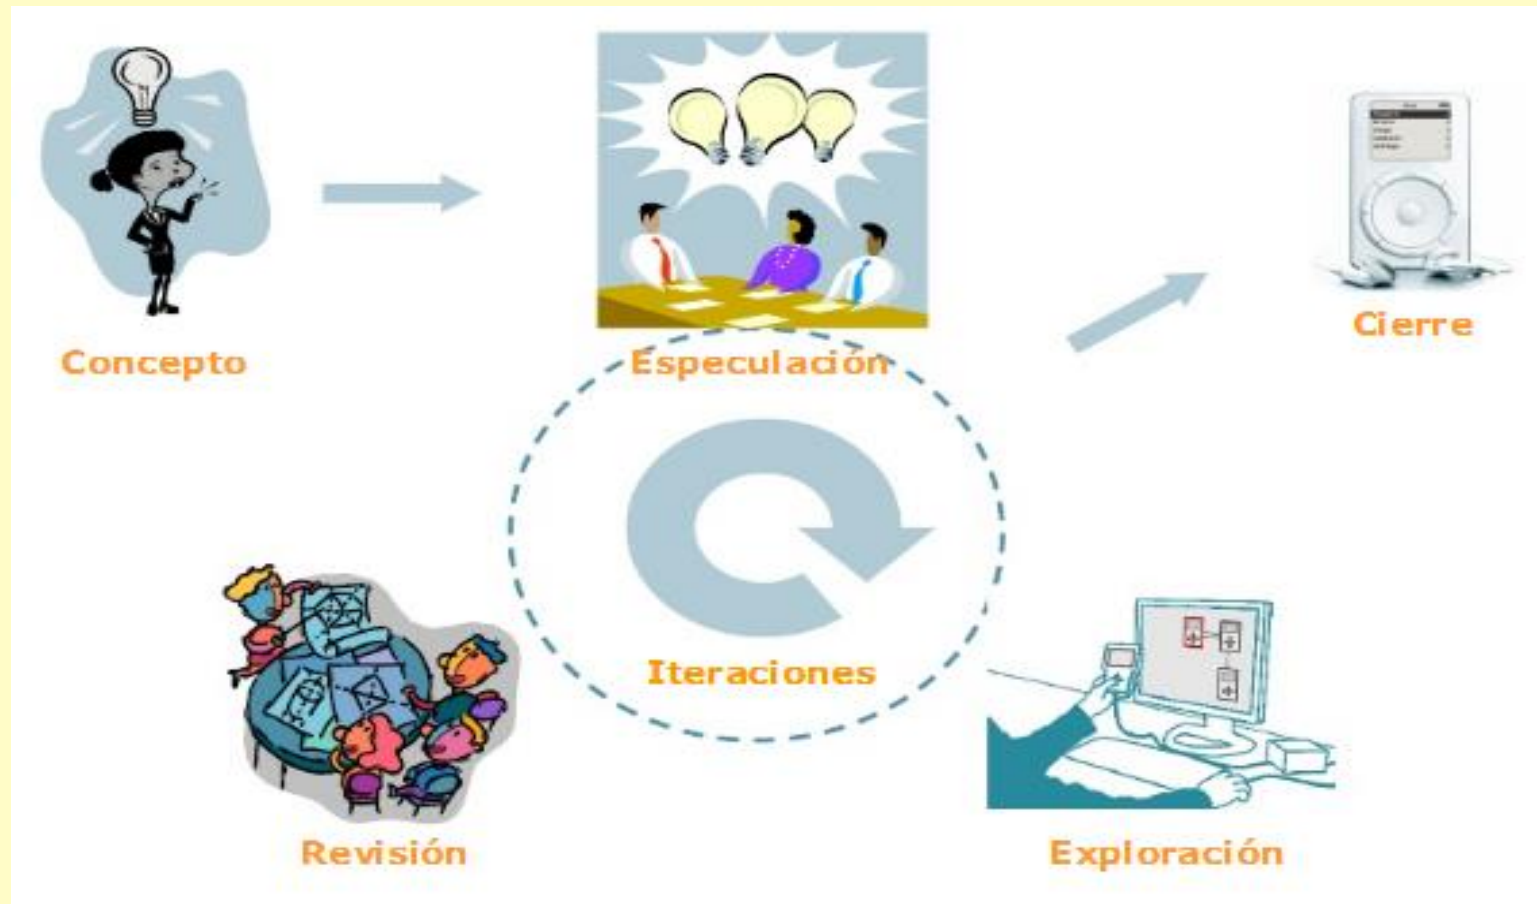 Concepto
Especulación
Cierre
Iteraciones
Revisión
Exploración